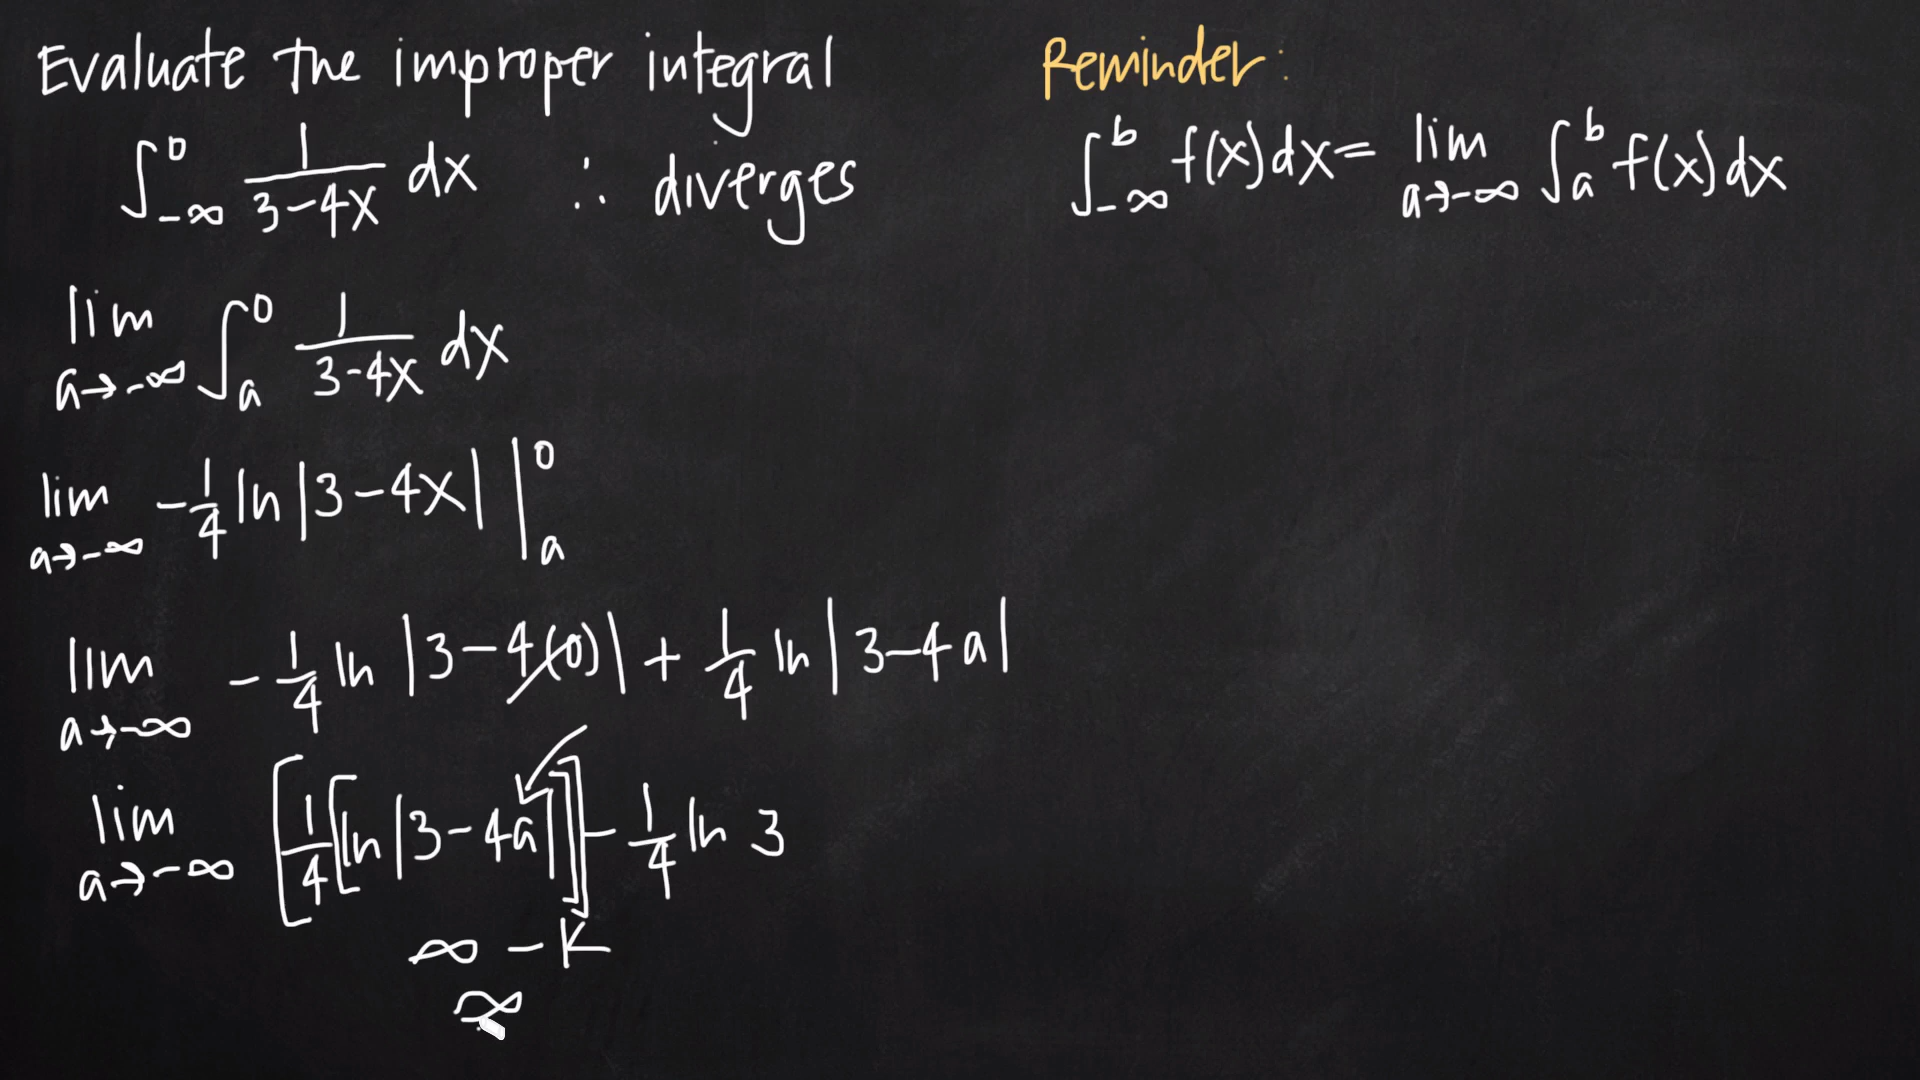 Evaluate the improper integral
∫_{-∞}^{0} 1/(3-4x) dx ∴ diverges
lim_{a→-∞} ∫_{a}^{0} 1/(3-4x) dx
lim_{a→-∞} -1/4 ln |3-4x| |_{a}^{0}
lim_{a→-∞} -1/4 ln |3-4(0)| + 1/4 ln |3-4a|
lim_{a→-∞} [1/4 [ln |3-4a|]] - 1/4 ln 3
∞ - K
∞
Reminder:
∫_{-∞}^{b} f(x)dx = lim_{a→-∞} ∫_{a}^{b} f(x)dx